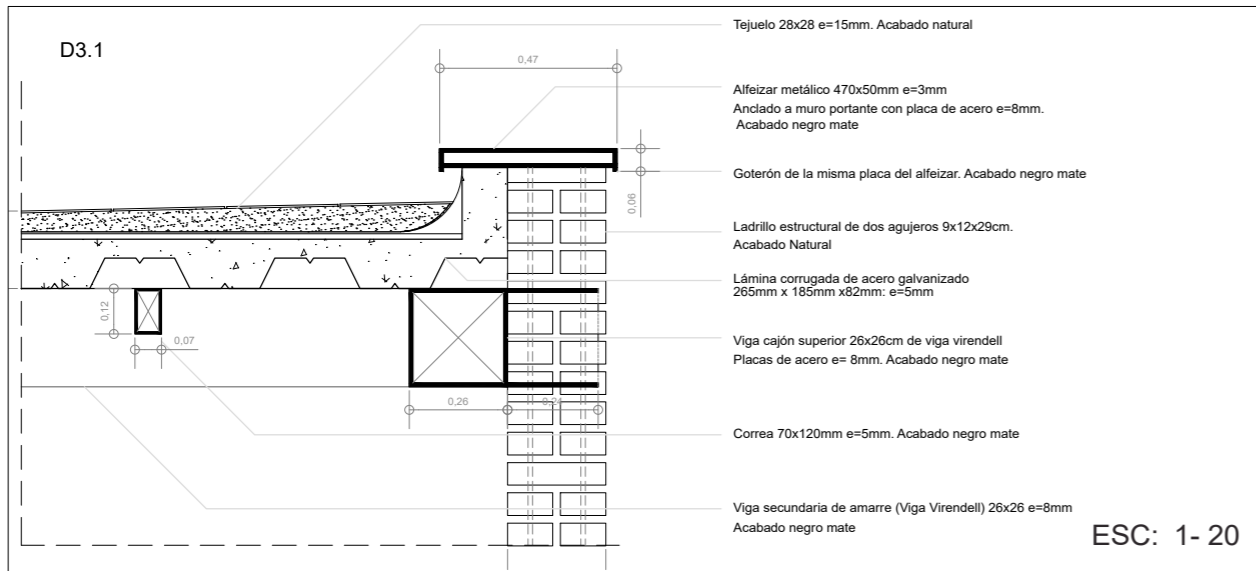 D3.1
Tejuelo 28x28 e=15mm. Acabado natural
0,47
Alfeizar metálico 470x50mm e=3mm
Anclado a muro portante con placa de acero e=8mm.
Acabado negro mate
Goterón de la misma placa del alfeizar. Acabado negro mate
0,06
Ladrillo estructural de dos agujeros 9x12x29cm.
Acabado Natural
Lámina corrugada de acero galvanizado
265mm x 185mm x82mm: e=5mm
0,12
0,07
Viga cajón superior 26x26cm de viga virendell
Placas de acero e= 8mm. Acabado negro mate
0,26
0,24
Correa 70x120mm e=5mm. Acabado negro mate
Viga secundaria de amarre (Viga Virendell) 26x26 e=8mm
Acabado negro mate
ESC: 1- 20